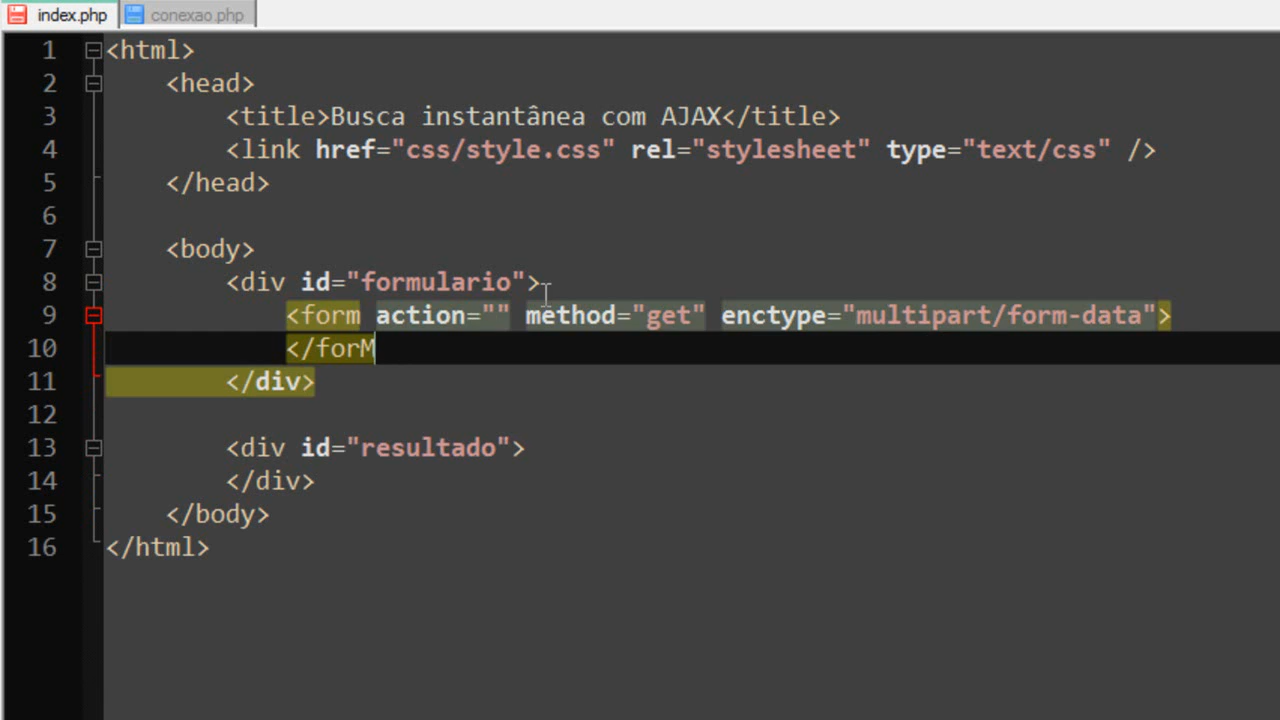 index.php conexao.php
1 <html>
2 <head>
3 <title>Busca instantânea com AJAX</title>
4 <link href="css/style.css" rel="stylesheet" type="text/css" />
5 </head>
6
7 <body>
8 <div id="formulario">
9 <form action="" method="get" enctype="multipart/form-data">
10 </forM
11 </div>
12
13 <div id="resultado">
14 </div>
15 </body>
16 </html>